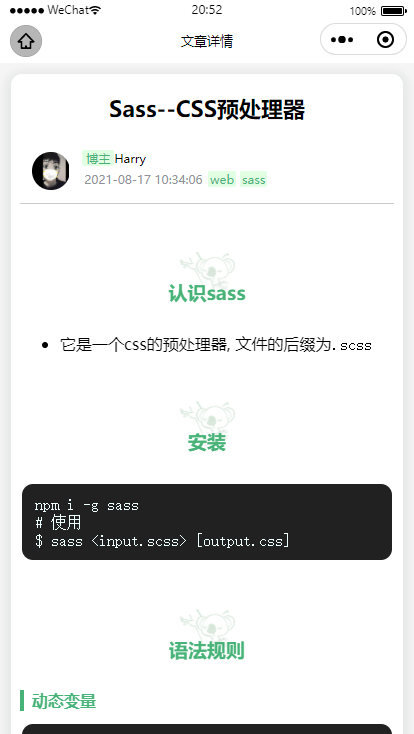 WeChat 20:52 100%
文章详情
Sass--CSS预处理器
博主 Harry
2021-08-17 10:34:06 web sass
认识sass
它是一个css的预处理器, 文件的后缀为.scss
安装
npm i -g sass
# 使用
$ sass <input.scss> [output.css]
语法规则
动态变量